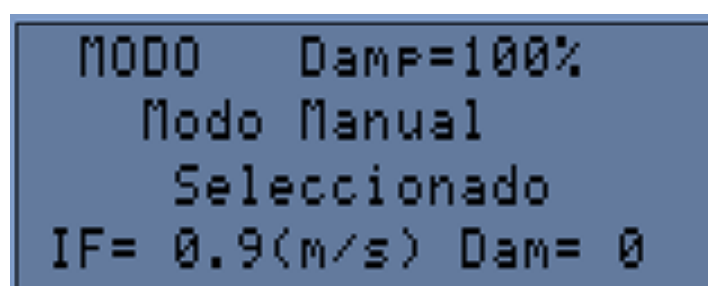 MODO Damp=100%
Modo Manual
Seleccionado
IF= 0.9(m/s) Dam= 0